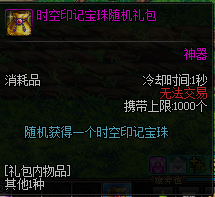 时空印记宝珠随机礼包
神器
消耗品 冷却时间1秒
无法交易
携带上限1000个
随机获得一个时空印记宝珠
[礼包内物品]
其他1种